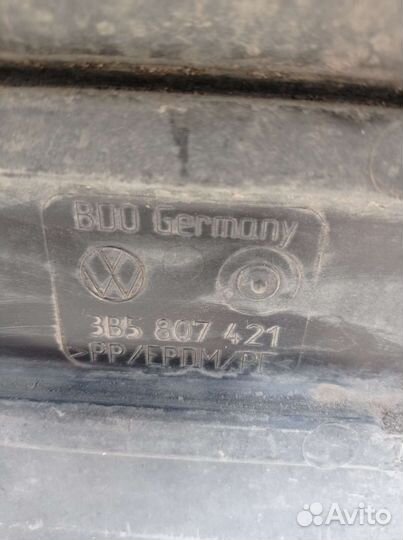 BDO Germany
3B5 807 421
>PP/EPDM/PE<
Avito